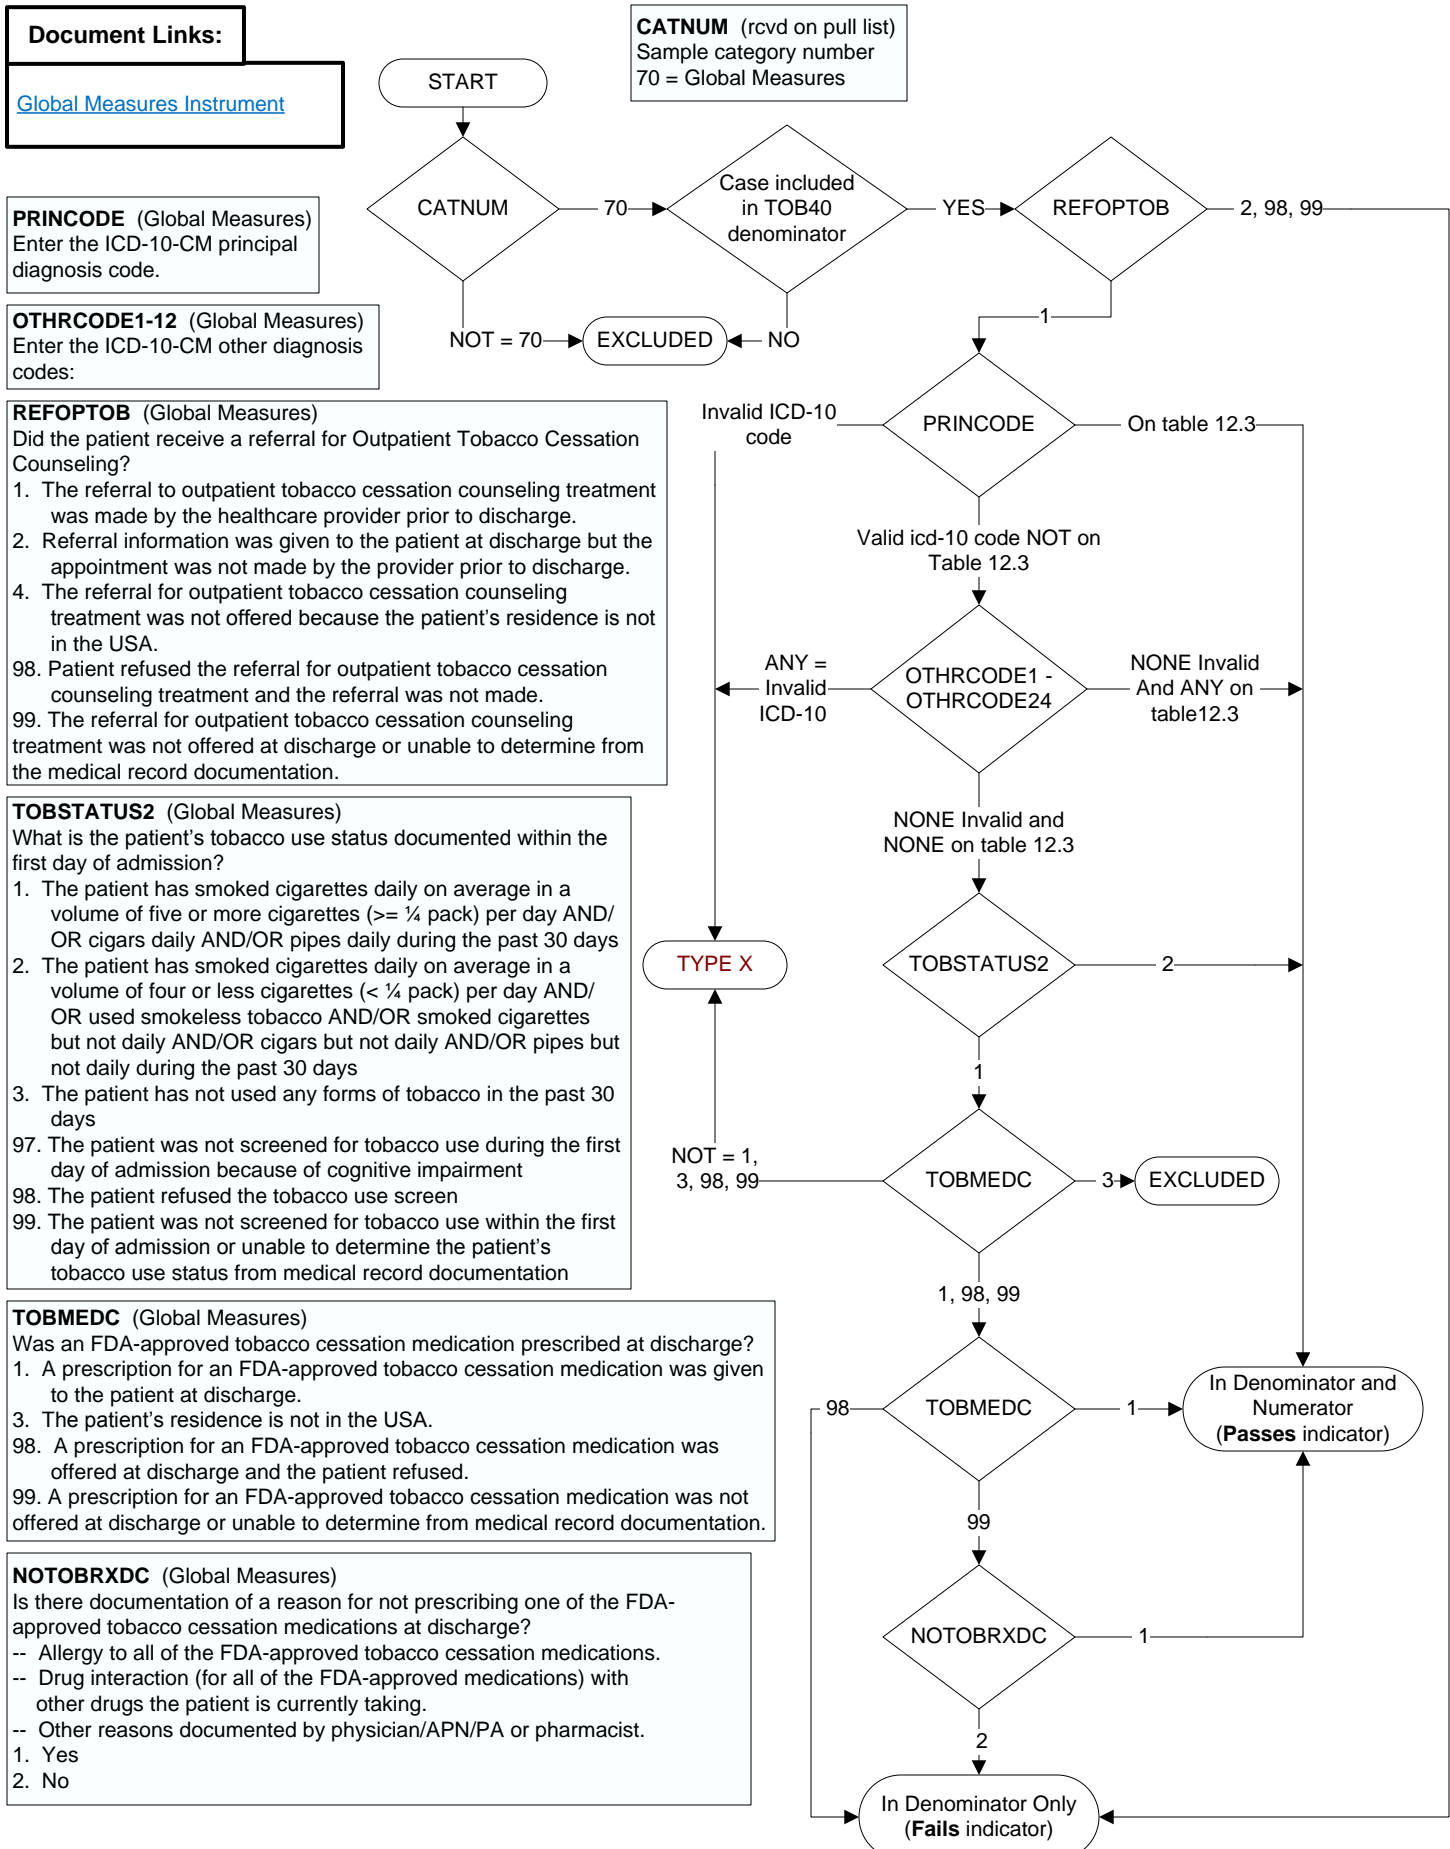 Document Links:
Global Measures Instrument
CATNUM (rcvd on pull list)
Sample category number
70 = Global Measures
START
CATNUM
70
Case included
in TOB40
denominator
YES
REFOPTOB
2, 98, 99
NOT = 70
EXCLUDED
NO
1
PRINCODE (Global Measures)
Enter the ICD-10-CM principal
diagnosis code.
OTHRCODE1-12 (Global Measures)
Enter the ICD-10-CM other diagnosis
codes:
REFOPTOB (Global Measures)
Did the patient receive a referral for Outpatient Tobacco Cessation
Counseling?
1. The referral to outpatient tobacco cessation counseling treatment
was made by the healthcare provider prior to discharge.
2. Referral information was given to the patient at discharge but the
appointment was not made by the provider prior to discharge.
4. The referral for outpatient tobacco cessation counseling
treatment was not offered because the patient's residence is not
in the USA.
98. Patient refused the referral for outpatient tobacco cessation
counseling treatment and the referral was not made.
99. The referral for outpatient tobacco cessation counseling
treatment was not offered at discharge or unable to determine from
the medical record documentation.
Invalid ICD-10
code
PRINCODE
On table 12.3
Valid icd-10 code NOT on
Table 12.3
ANY =
Invalid
ICD-10
OTHRCODE1 -
OTHRCODE24
NONE Invalid
And ANY on
table12.3
NONE Invalid and
NONE on table 12.3
TOBSTATUS2 (Global Measures)
What is the patient's tobacco use status documented within the
first day of admission?
1. The patient has smoked cigarettes daily on average in a
volume of five or more cigarettes (>= ¼ pack) per day AND/
OR cigars daily AND/OR pipes daily during the past 30 days
2. The patient has smoked cigarettes daily on average in a
volume of four or less cigarettes (< ¼ pack) per day AND/
OR used smokeless tobacco AND/OR smoked cigarettes
but not daily AND/OR cigars but not daily AND/OR pipes but
not daily during the past 30 days
3. The patient has not used any forms of tobacco in the past 30
days
97. The patient was not screened for tobacco use during the first
day of admission because of cognitive impairment
98. The patient refused the tobacco use screen
99. The patient was not screened for tobacco use within the first
day of admission or unable to determine the patient's
tobacco use status from medical record documentation
TYPE X
TOBSTATUS2
2
1
NOT = 1,
3, 98, 99
TOBMEDC
3
EXCLUDED
1, 98, 99
TOBMEDC (Global Measures)
Was an FDA-approved tobacco cessation medication prescribed at discharge?
1. A prescription for an FDA-approved tobacco cessation medication was given
to the patient at discharge.
3. The patient's residence is not in the USA.
98. A prescription for an FDA-approved tobacco cessation medication was
offered at discharge and the patient refused.
99. A prescription for an FDA-approved tobacco cessation medication was not
offered at discharge or unable to determine from medical record documentation.
98
TOBMEDC
1
In Denominator and
Numerator
(Passes indicator)
99
NOTOBRXDC (Global Measures)
Is there documentation of a reason for not prescribing one of the FDA-
approved tobacco cessation medications at discharge?
-- Allergy to all of the FDA-approved tobacco cessation medications.
-- Drug interaction (for all of the FDA-approved medications) with
other drugs the patient is currently taking.
-- Other reasons documented by physician/APN/PA or pharmacist.
1. Yes
2. No
NOTOBRXDC
1
2
In Denominator Only
(Fails indicator)